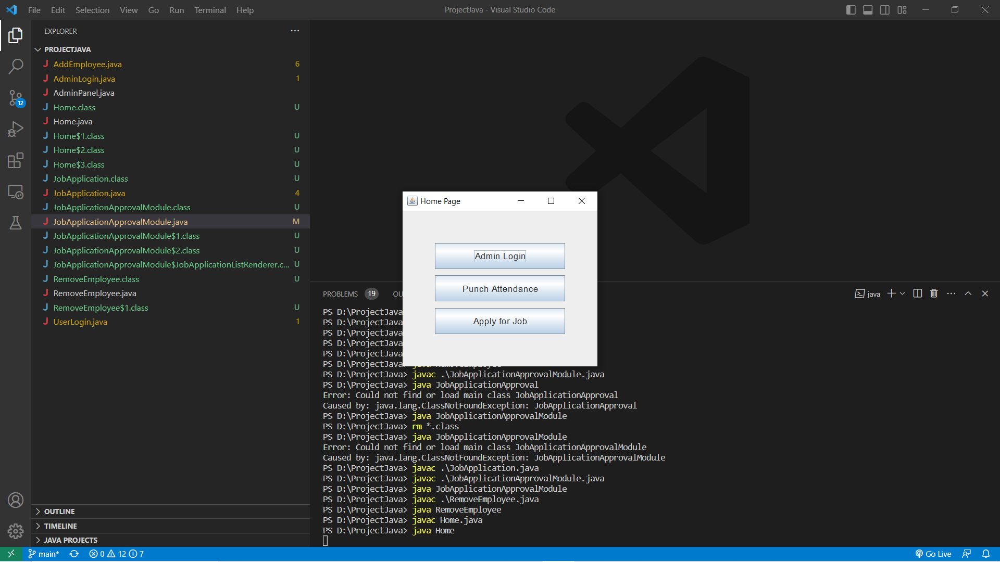 File Edit Selection View Go Run Terminal Help
ProjectJava - Visual Studio Code
EXPLORER
PROJECTJAVA
J AddEmployee.java 6
J AdminLogin.java 1
J AdminPanel.java
J Home.class U
J Home.java
J Home$1.class U
J Home$2.class U
J Home$3.class U
J JobApplication.class U
J JobApplication.java 4
J JobApplicationApprovalModule.class U
J JobApplicationApprovalModule.java M
J JobApplicationApprovalModule$1.class U
J JobApplicationApprovalModule$2.class U
J JobApplicationApprovalModule$JobApplicationListRenderer.c... U
J RemoveEmployee.class U
J RemoveEmployee.java
J RemoveEmployee$1.class U
J UserLogin.java 1
12
OUTLINE
TIMELINE
JAVA PROJECTS
Home Page
Admin Login
Punch Attendance
Apply for Job
PROBLEMS 19 OU
java
PS D:\ProjectJava
PS D:\ProjectJava
PS D:\ProjectJava
PS D:\ProjectJava
PS D:\ProjectJava
PS D:\ProjectJava> java RemoveEmployee
PS D:\ProjectJava> javac .\JobApplicationApprovalModule.java
PS D:\ProjectJava> java JobApplicationApproval
Error: Could not find or load main class JobApplicationApproval
Caused by: java.lang.ClassNotFoundException: JobApplicationApproval
PS D:\ProjectJava> java JobApplicationApprovalModule
PS D:\ProjectJava> rm *.class
PS D:\ProjectJava> java JobApplicationApprovalModule
Error: Could not find or load main class JobApplicationApprovalModule
Caused by: java.lang.ClassNotFoundException: JobApplicationApprovalModule
PS D:\ProjectJava> javac .\JobApplication.java
PS D:\ProjectJava> javac .\JobApplicationApprovalModule.java
PS D:\ProjectJava> java JobApplicationApprovalModule
PS D:\ProjectJava> javac .\RemoveEmployee.java
PS D:\ProjectJava> java RemoveEmployee
PS D:\ProjectJava> javac Home.java
PS D:\ProjectJava> java Home
main* 0 12 7
Go Live